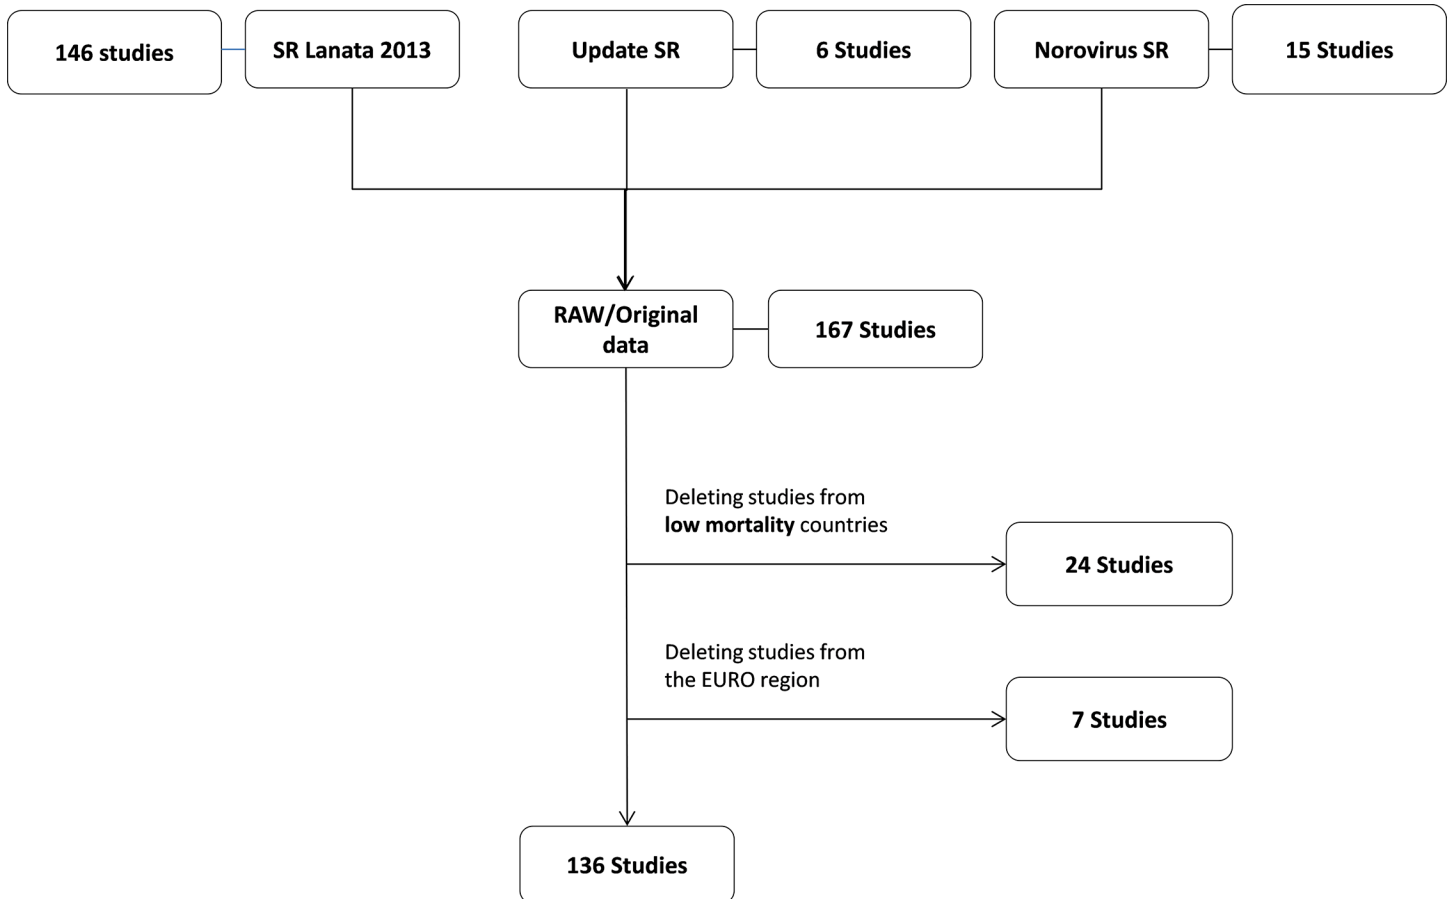 146 studies
SR Lanata 2013
Update SR
6 Studies
Norovirus SR
15 Studies
RAW/Original
data
167 Studies
Deleting studies from
low mortality countries
24 Studies
Deleting studies from
the EURO region
7 Studies
136 Studies